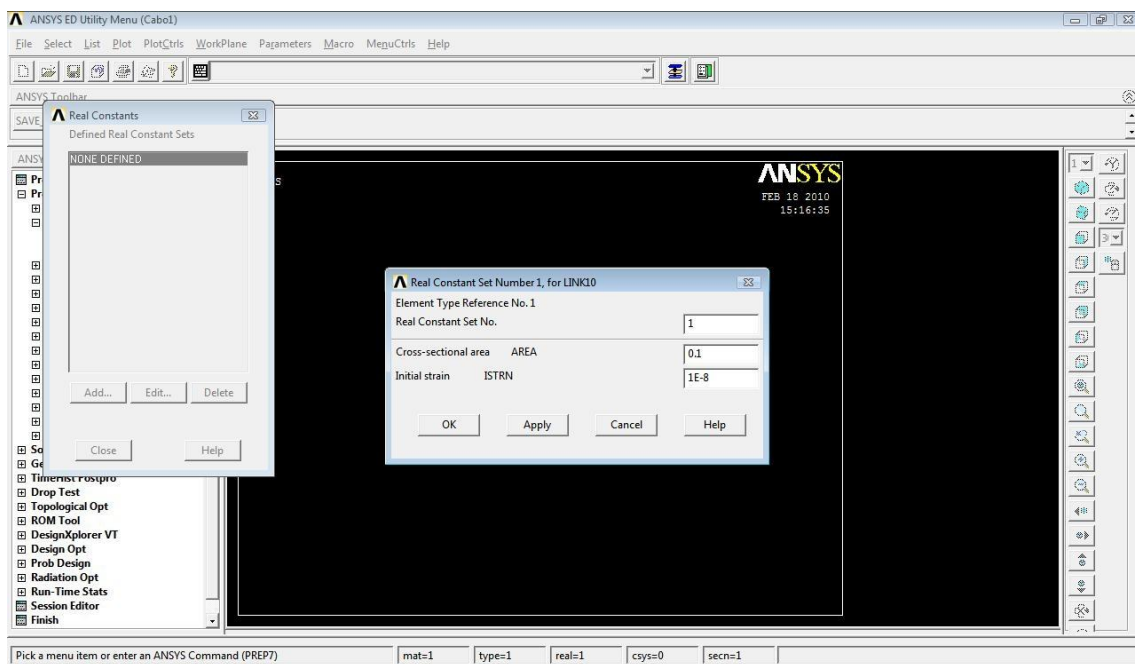 ANSYS ED Utility Menu (Cabo1)
File Select List Plot PlotCtrls WorkPlane Parameters Macro MenuCtrls Help
ANSYS Toolbar
SAVE
Real Constants
Defined Real Constant Sets
NONE DEFINED
Add... Edit... Delete
Close Help
ANSYS
FEB 18 2010
15:16:35
1
Real Constant Set Number 1, for LINK10
Element Type Reference No. 1
Real Constant Set No. 1
Cross-sectional area AREA 0.1
Initial strain ISTRN 1E-8
OK Apply Cancel Help
TimeHist Postpro
Drop Test
Topological Opt
ROM Tool
DesignXplorer VT
Design Opt
Prob Design
Radiation Opt
Run-Time Stats
Session Editor
Finish
Pick a menu item or enter an ANSYS Command (PREP7) mat=1 type=1 real=1 csys=0 secn=1